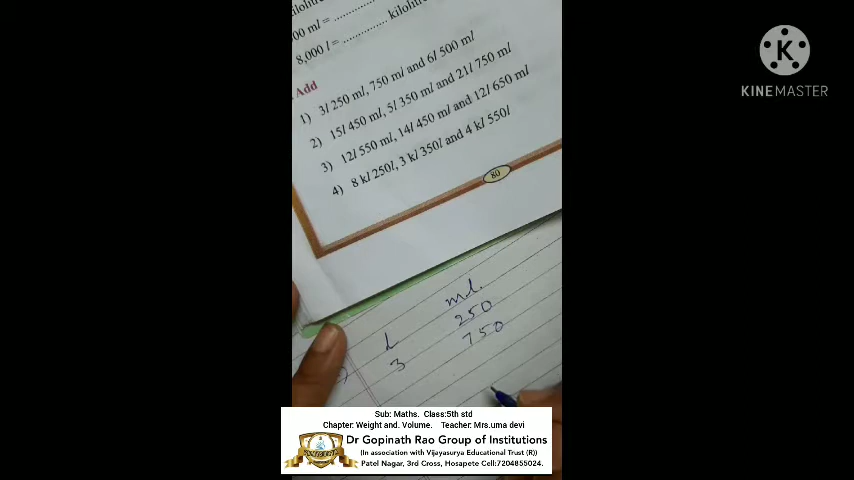 kilolitre
00 ml = ............
8,000 l = ............ kilolitre
Add
1) 3l 250 ml, 750 ml and 6l 500 ml
2) 15l 450 ml, 5l 350 ml and 21l 750 ml
3) 12l 550 ml, 14l 450 ml and 12l 650 ml
4) 8 kl 250l, 3 kl 350l and 4 kl 550l
80
L ml.
3 250
750
K
KINEMASTER
Sub: Maths. Class:5th std
Chapter: Weight and. Volume. Teacher: Mrs.uma devi
Dr Gopinath Rao Group of Institutions
(In association with Vijayasurya Educational Trust (R))
Patel Nagar, 3rd Cross, Hosapete Cell:7204855024.